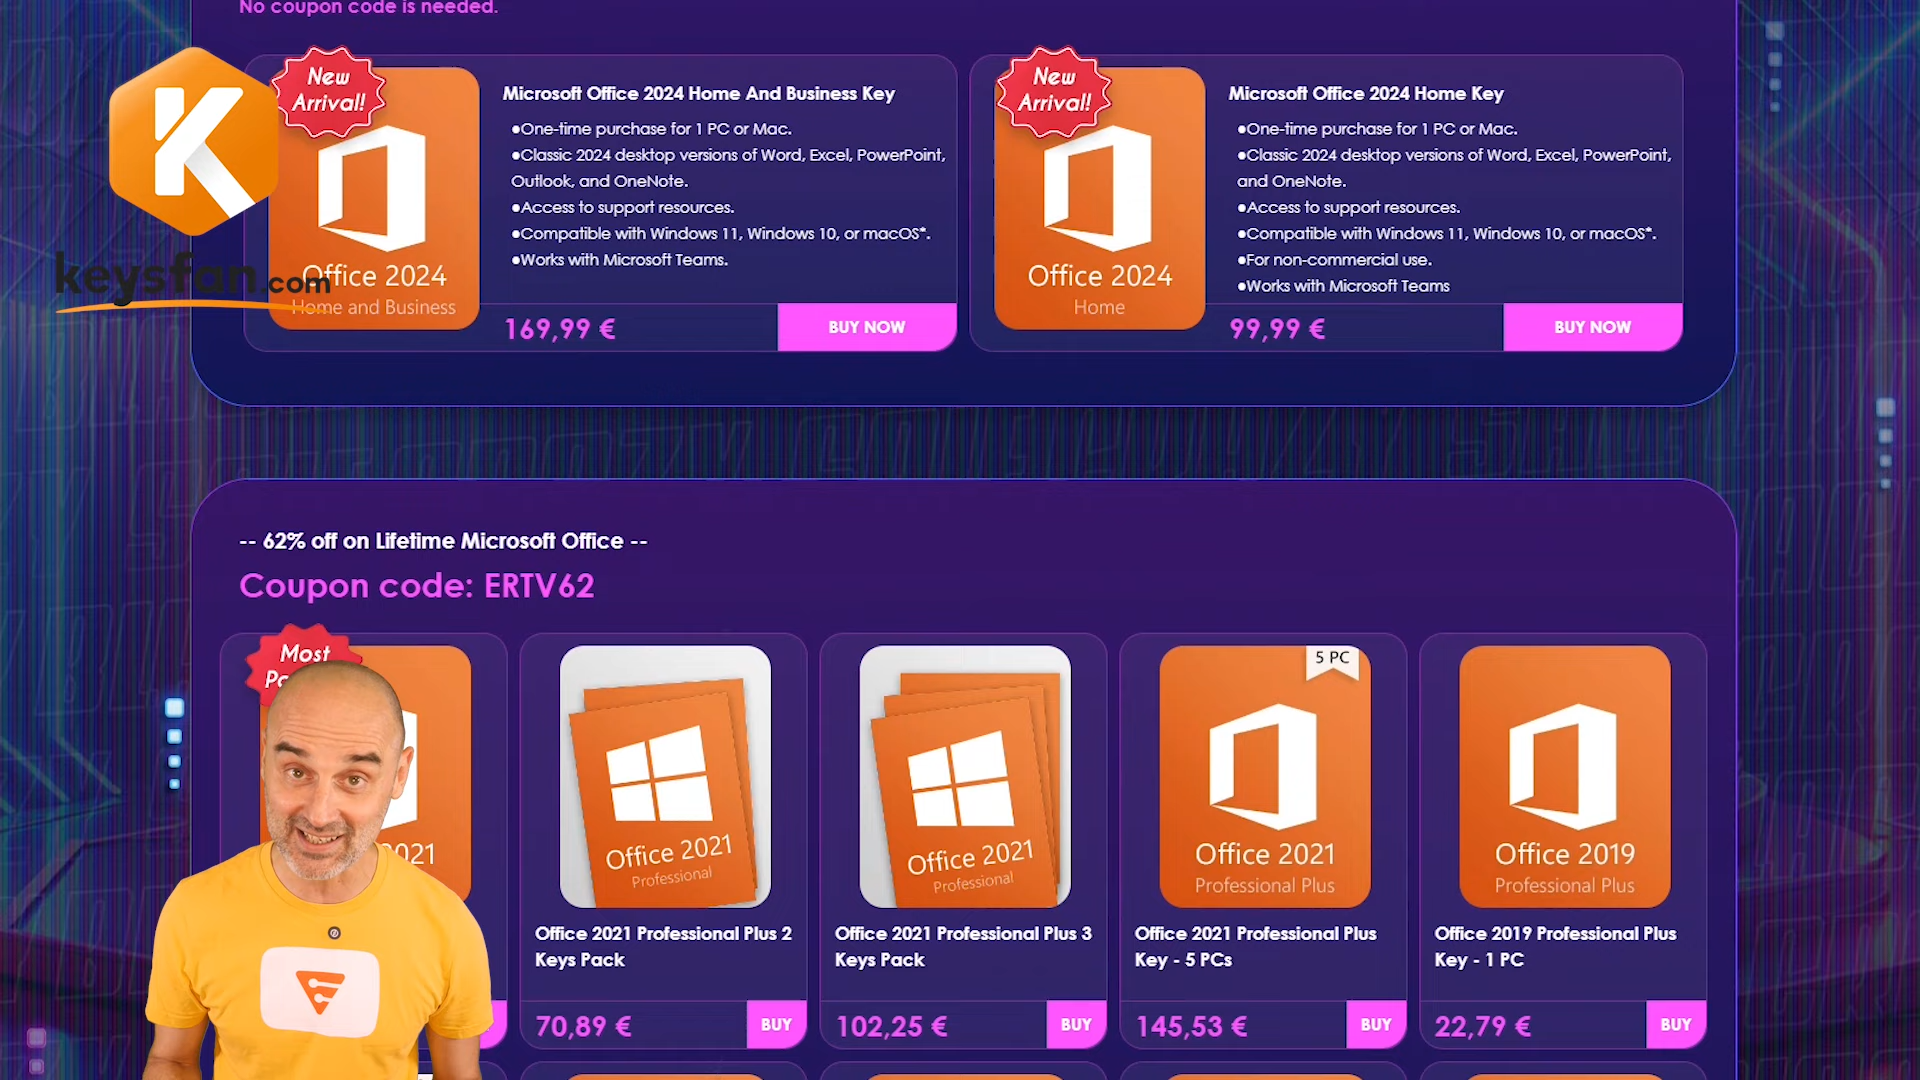 No coupon code is needed.
New
Arrival!
Office 2024
Home and Business
Microsoft Office 2024 Home And Business Key
●One-time purchase for 1 PC or Mac.
●Classic 2024 desktop versions of Word, Excel, PowerPoint,
Outlook, and OneNote.
●Access to support resources.
●Compatible with Windows 11, Windows 10, or macOS*.
●Works with Microsoft Teams.
169,99 €
BUY NOW
New
Arrival!
Office 2024
Home
Microsoft Office 2024 Home Key
●One-time purchase for 1 PC or Mac.
●Classic 2024 desktop versions of Word, Excel, PowerPoint,
and OneNote.
●Access to support resources.
●Compatible with Windows 11, Windows 10, or macOS*.
●For non-commercial use.
●Works with Microsoft Teams
99,99 €
BUY NOW
K
keysfan.com
-- 62% off on Lifetime Microsoft Office --
Coupon code: ERTV62
Most
2021
Office 2021
Professional
Office 2021 Professional Plus 2
Keys Pack
70,89 €
BUY
Office 2021
Professional
Office 2021 Professional Plus 3
Keys Pack
102,25 €
BUY
5 PC
Office 2021
Professional Plus
Office 2021 Professional Plus
Key - 5 PCs
145,53 €
BUY
Office 2019
Professional Plus
Office 2019 Professional Plus
Key - 1 PC
22,79 €
BUY